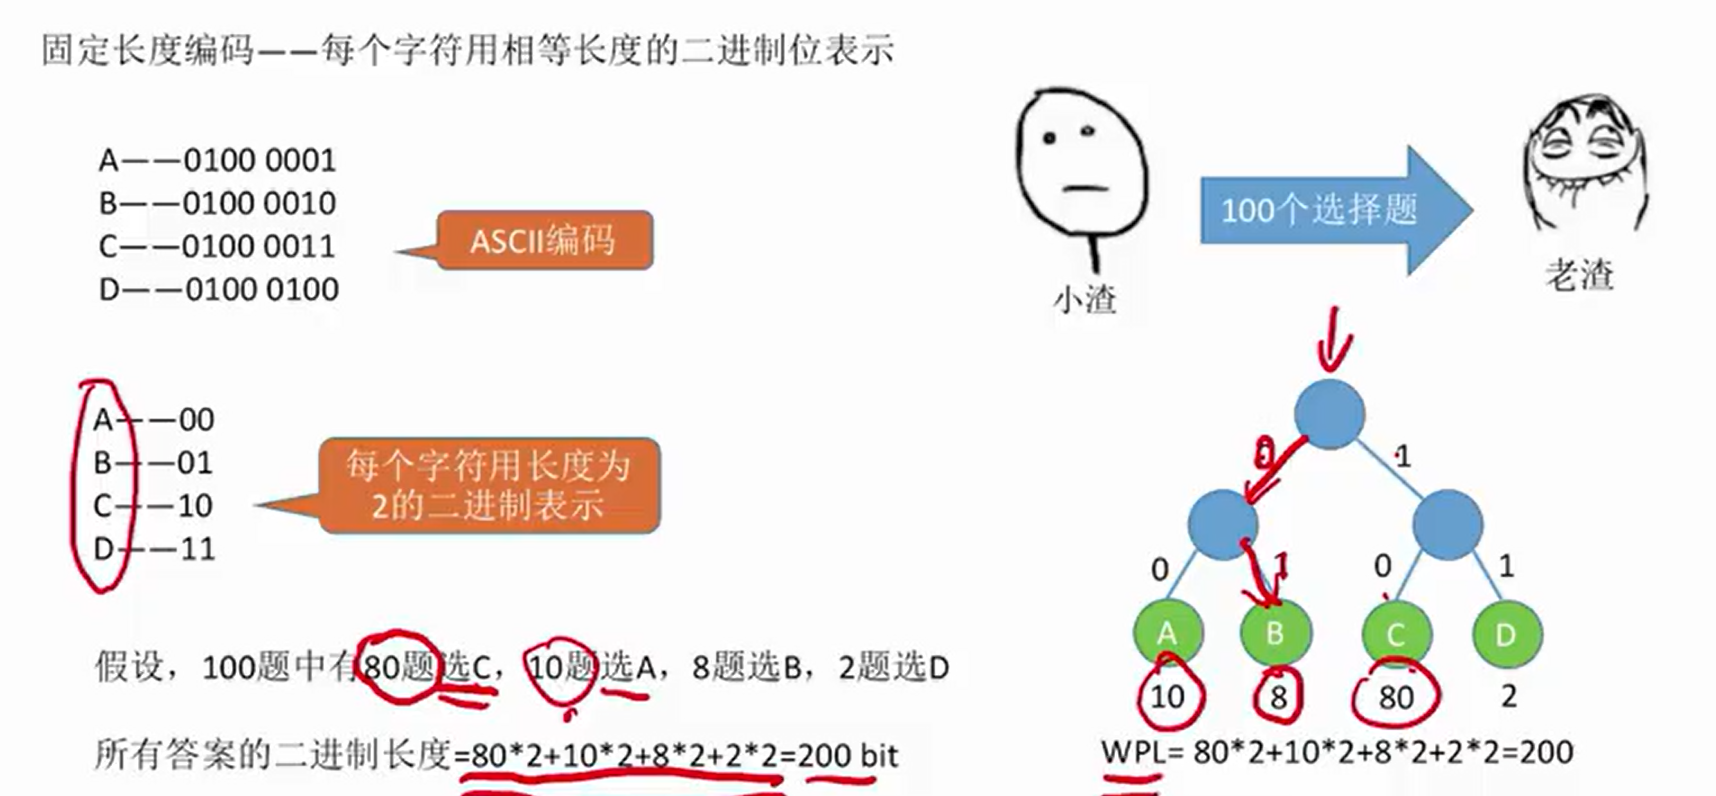 固定长度编码——每个字符用相等长度的二进制位表示
A——0100 0001
B——0100 0010
C——0100 0011
D——0100 0100
ASCII编码
100个选择题
小渣
老渣
A——00
B——01
C——10
D——11
每个字符用长度为
2的二进制表示
0
1
0
1
0
1
A
B
C
D
10
8
80
2
假设，100题中有80题选C，10题选A，8题选B，2题选D
所有答案的二进制长度=80*2+10*2+8*2+2*2=200 bit
WPL= 80*2+10*2+8*2+2*2=200